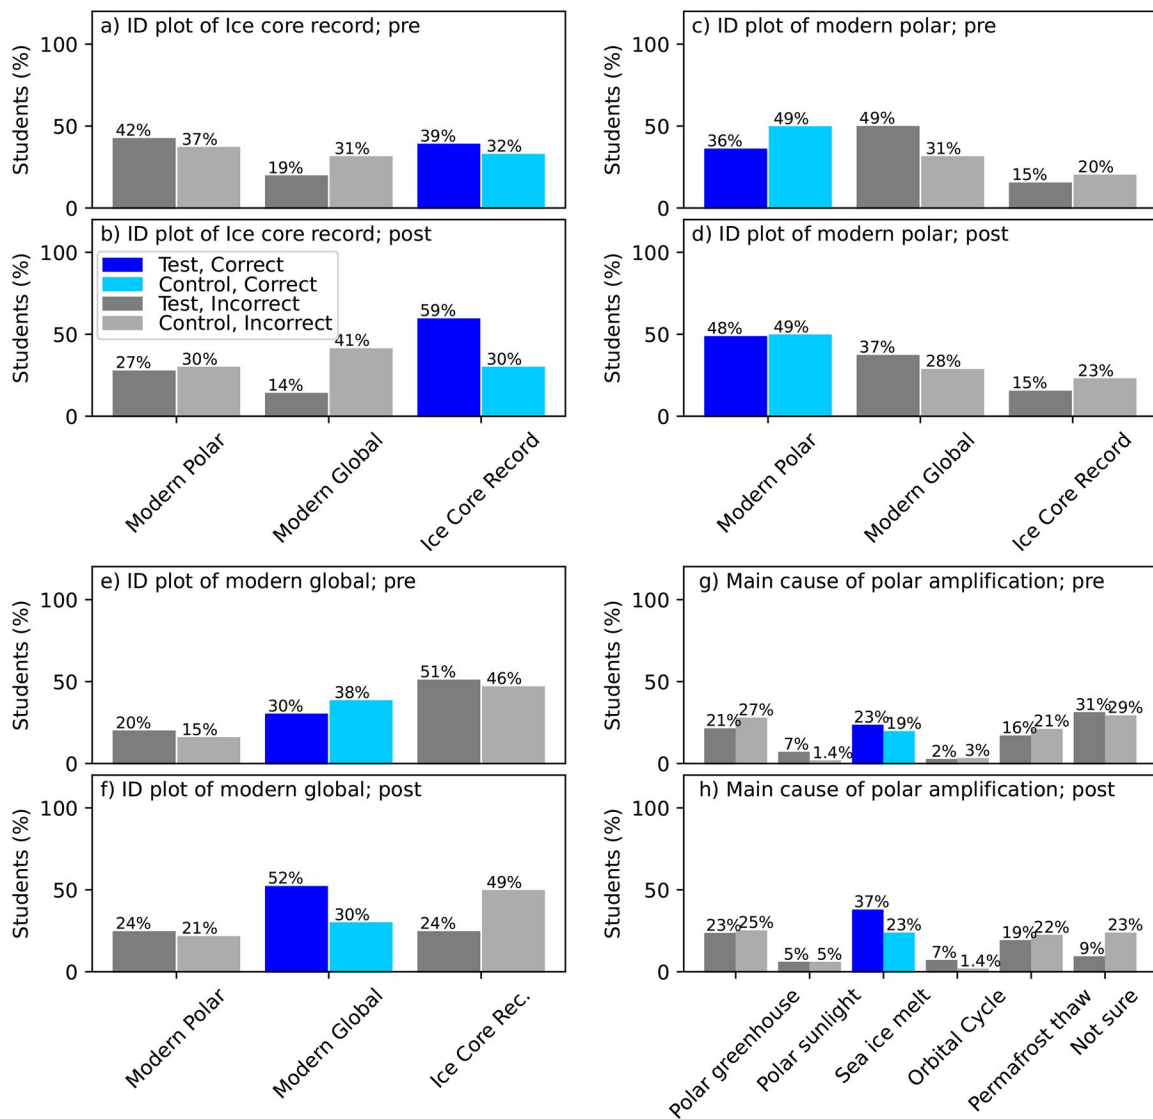 a) ID plot of Ice core record; pre
Students (%)
100
50
0
42%
37%
19%
31%
39%
32%
b) ID plot of Ice core record; post
Students (%)
100
50
0
Test, Correct
Control, Correct
Test, Incorrect
Control, Incorrect
27%
30%
14%
41%
59%
30%
Modern Polar
Modern Global
Ice Core Record
c) ID plot of modern polar; pre
Students (%)
100
50
0
36%
49%
49%
31%
15%
20%
d) ID plot of modern polar; post
Students (%)
100
50
0
48%
49%
37%
28%
15%
23%
Modern Polar
Modern Global
Ice Core Record
e) ID plot of modern global; pre
Students (%)
100
50
0
20%
15%
30%
38%
51%
46%
f) ID plot of modern global; post
Students (%)
100
50
0
24%
21%
52%
30%
24%
49%
Modern Polar
Modern Global
Ice Core Rec.
g) Main cause of polar amplification; pre
Students (%)
100
50
0
21%
27%
7%
1.4%
23%
19%
2%
3%
16%
21%
31%
29%
h) Main cause of polar amplification; post
Students (%)
100
50
0
23%
25%
5%
5%
37%
23%
7%
1.4%
19%
22%
9%
23%
Polar greenhouse
Polar sunlight
Sea ice melt
Orbital Cycle
Permafrost thaw
Not sure